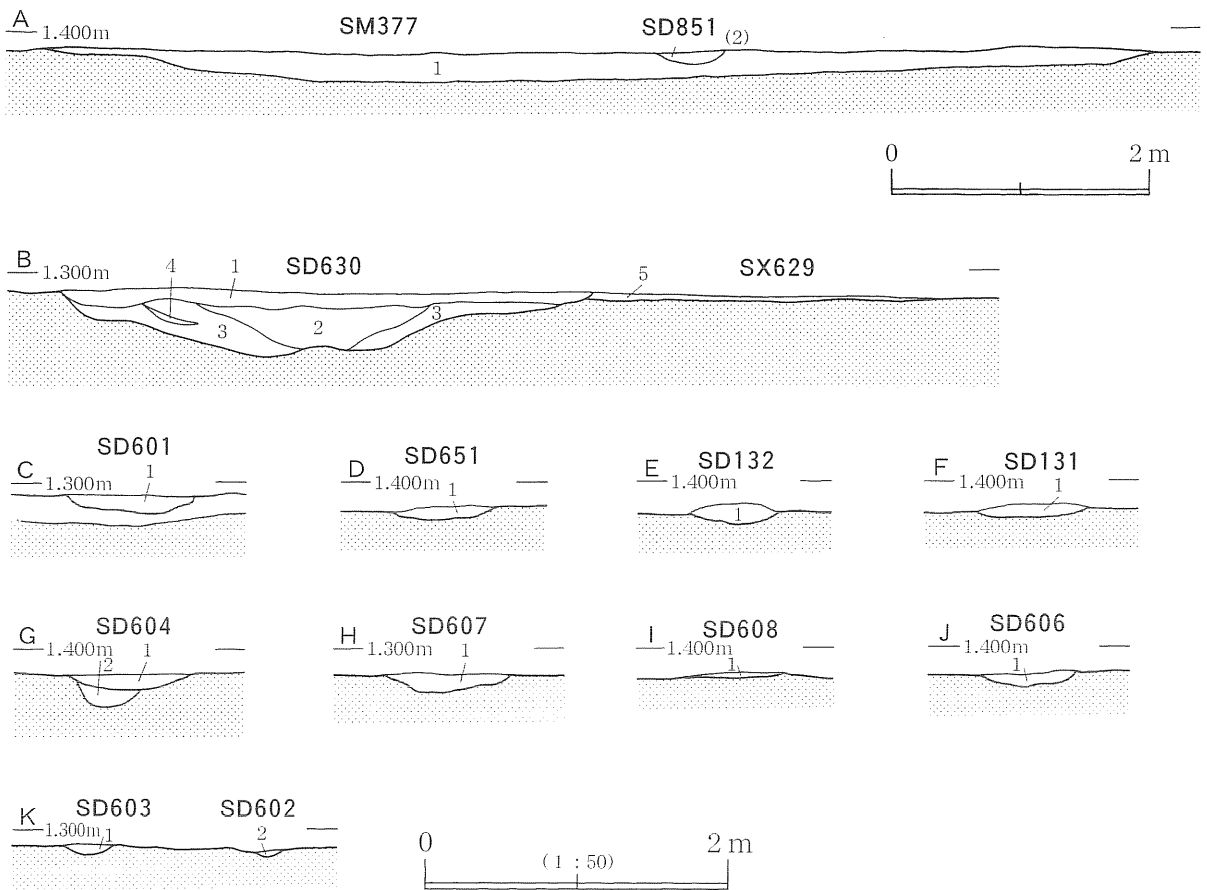 A 1.400m SM377 SD851 (2)
1
0 2 m
B 1.300m 4 1 SD630 5 SX629
3 2 3
C 1.300m SD601 1
D 1.400m SD651 1
E 1.400m SD132 1
F 1.400m SD131 1
G 1.400m SD604 2 1
H 1.300m SD607 1
I 1.400m SD608 1
J 1.400m SD606 1
K 1.300m SD603 1 SD602 2
0 2 m
(1 : 50)